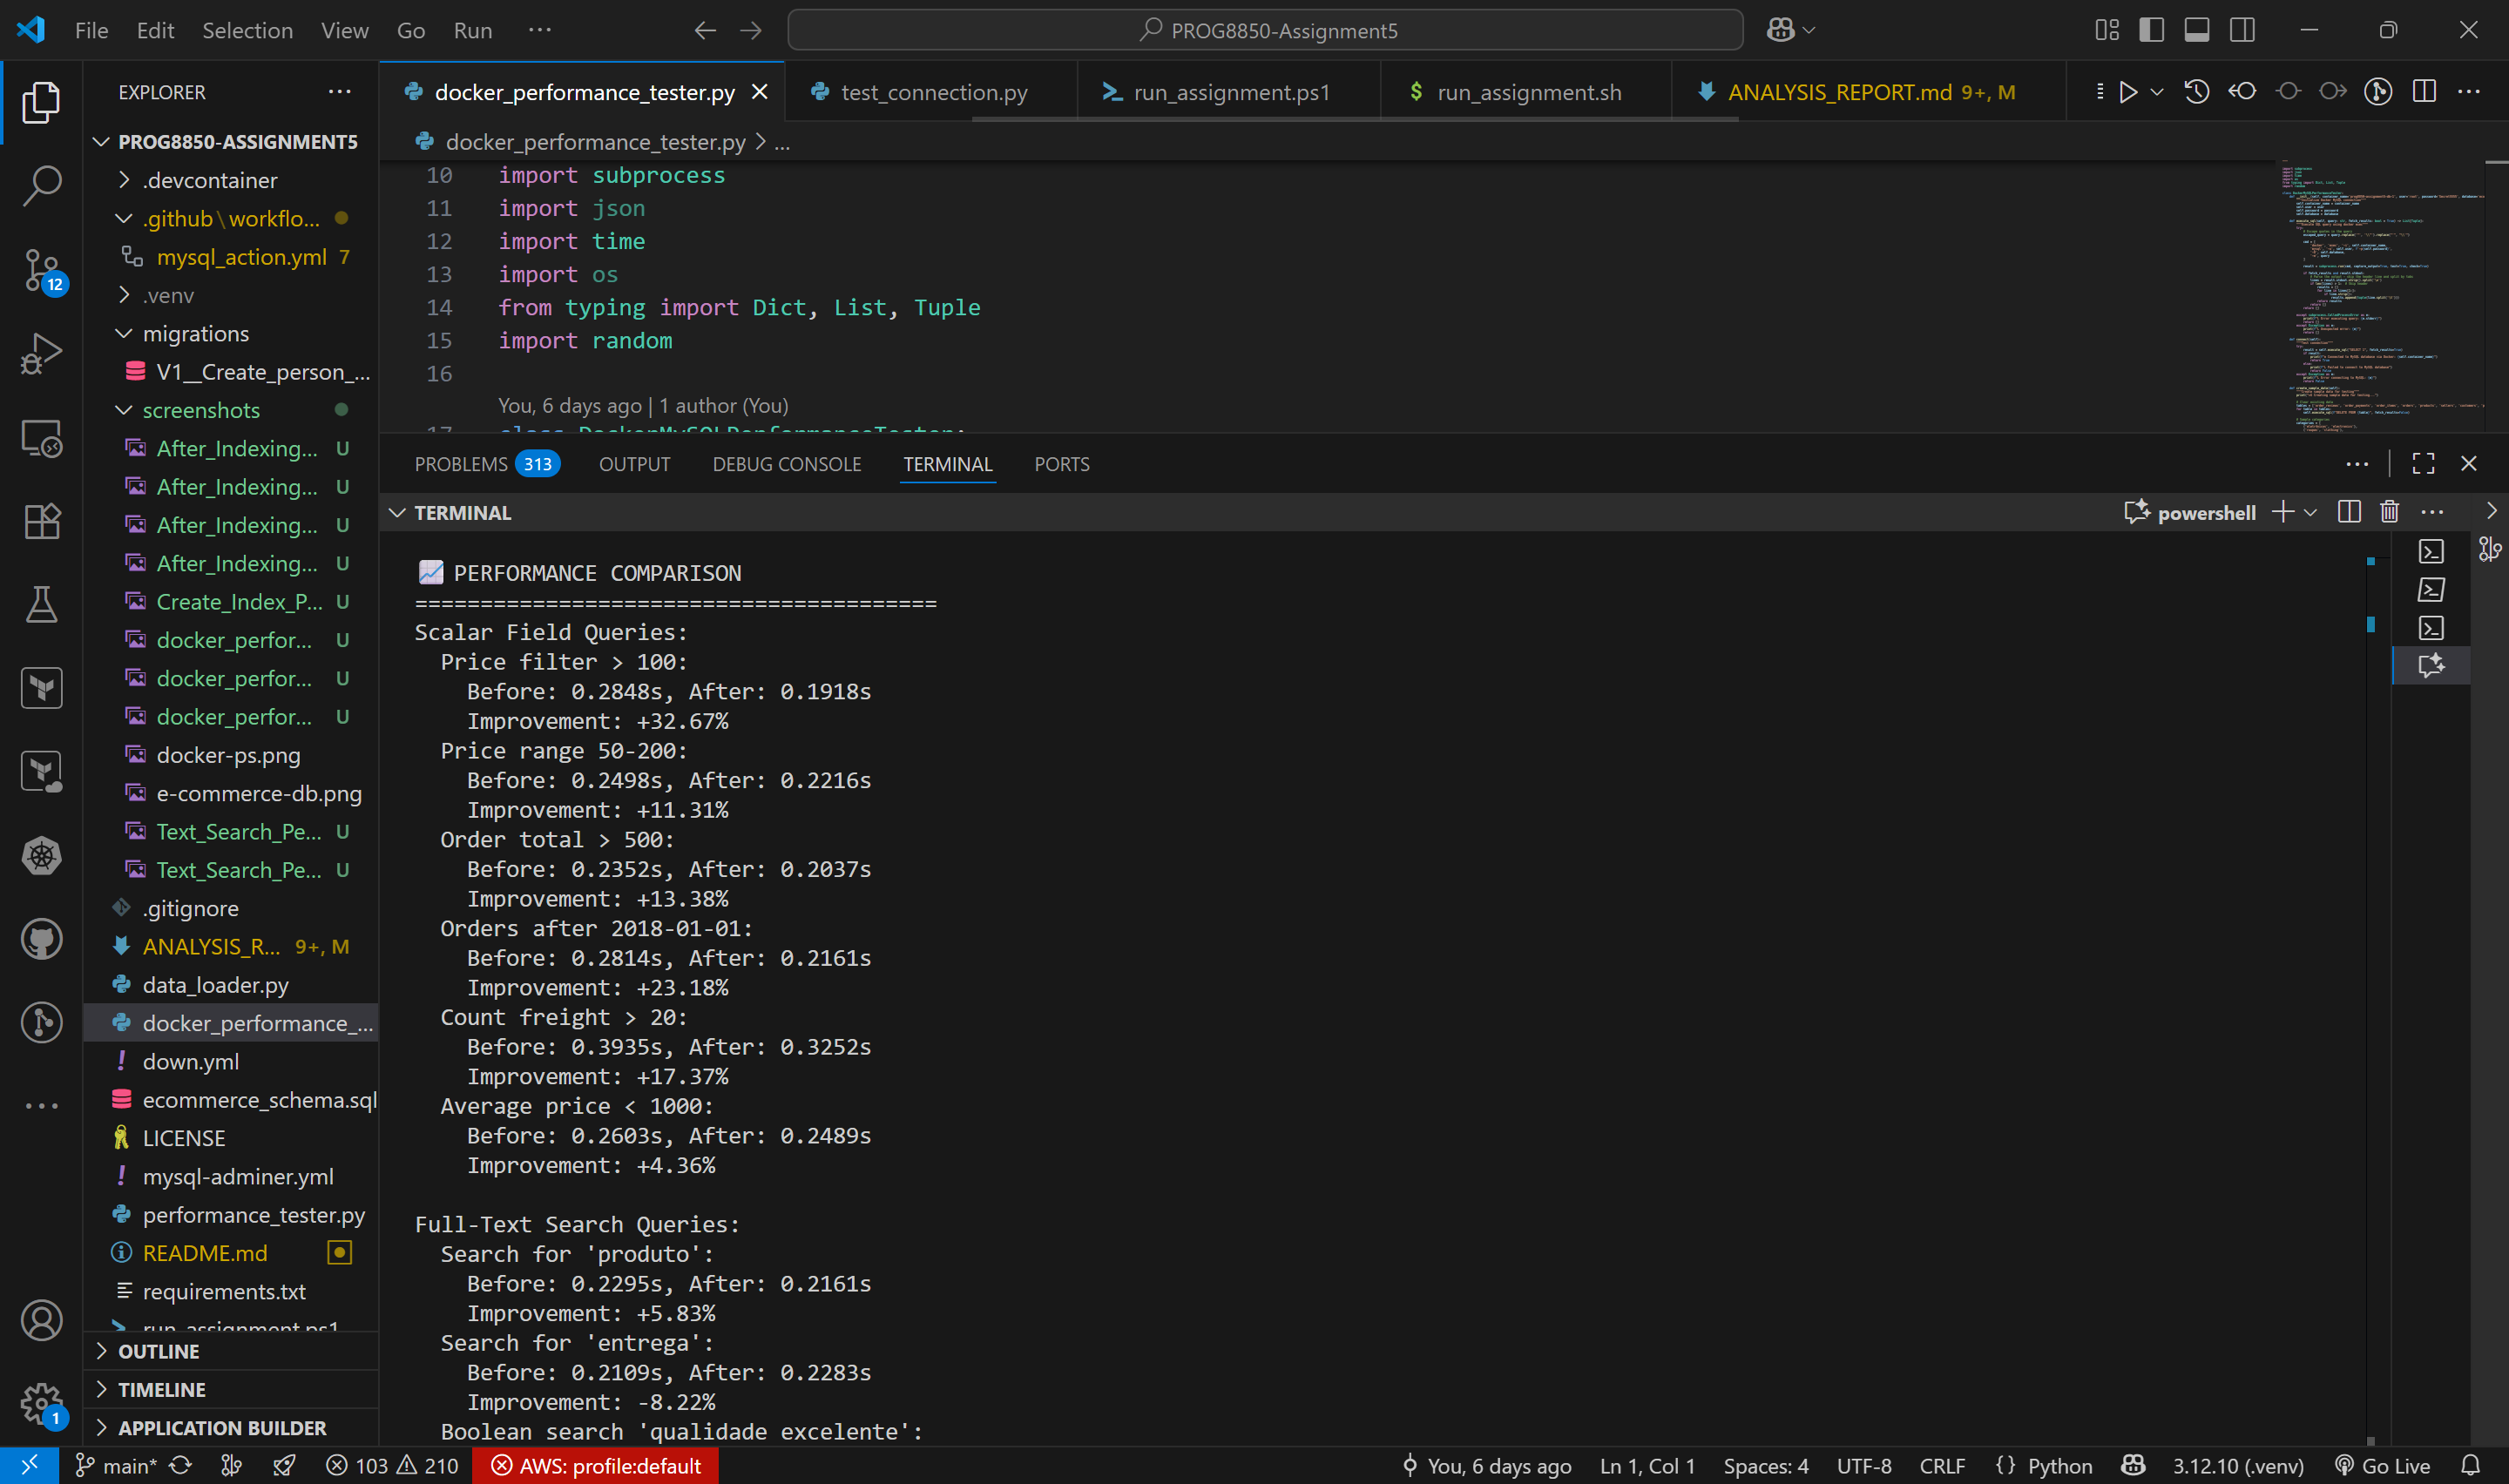 File Edit Selection View Go Run ···
PROG8850-Assignment5
EXPLORER
PROG8850-ASSIGNMENT5
.devcontainer
.github\workflo...
mysql_action.yml 7
.venv
migrations
V1__Create_person_...
screenshots
After_Indexing... U
After_Indexing... U
After_Indexing... U
After_Indexing... U
Create_Index_P... U
docker_perfor... U
docker_perfor... U
docker_perfor... U
docker-ps.png
e-commerce-db.png
Text_Search_Pe... U
Text_Search_Pe... U
.gitignore
ANALYSIS_R... 9+, M
data_loader.py
docker_performance_...
down.yml
ecommerce_schema.sql
LICENSE
mysql-adminer.yml
performance_tester.py
README.md
requirements.txt
run_assignment.ps1
OUTLINE
TIMELINE
APPLICATION BUILDER
12
1
docker_performance_tester.py
test_connection.py
run_assignment.ps1
run_assignment.sh
ANALYSIS_REPORT.md 9+, M
docker_performance_tester.py > ...
10 import subprocess
11 import json
12 import time
13 import os
14 from typing import Dict, List, Tuple
15 import random
16
You, 6 days ago | 1 author (You)
17 class DockerMySQLPerformanceTester:
PROBLEMS 313 OUTPUT DEBUG CONSOLE TERMINAL PORTS
TERMINAL
powershell
📈 PERFORMANCE COMPARISON
========================================
Scalar Field Queries:
Price filter > 100:
Before: 0.2848s, After: 0.1918s
Improvement: +32.67%
Price range 50-200:
Before: 0.2498s, After: 0.2216s
Improvement: +11.31%
Order total > 500:
Before: 0.2352s, After: 0.2037s
Improvement: +13.38%
Orders after 2018-01-01:
Before: 0.2814s, After: 0.2161s
Improvement: +23.18%
Count freight > 20:
Before: 0.3935s, After: 0.3252s
Improvement: +17.37%
Average price < 1000:
Before: 0.2603s, After: 0.2489s
Improvement: +4.36%
Full-Text Search Queries:
Search for 'produto':
Before: 0.2295s, After: 0.2161s
Improvement: +5.83%
Search for 'entrega':
Before: 0.2109s, After: 0.2283s
Improvement: -8.22%
Boolean search 'qualidade excelente':
main* 103 210 AWS: profile:default You, 6 days ago Ln 1, Col 1 Spaces: 4 UTF-8 CRLF {} Python 3.12.10 (.venv) Go Live